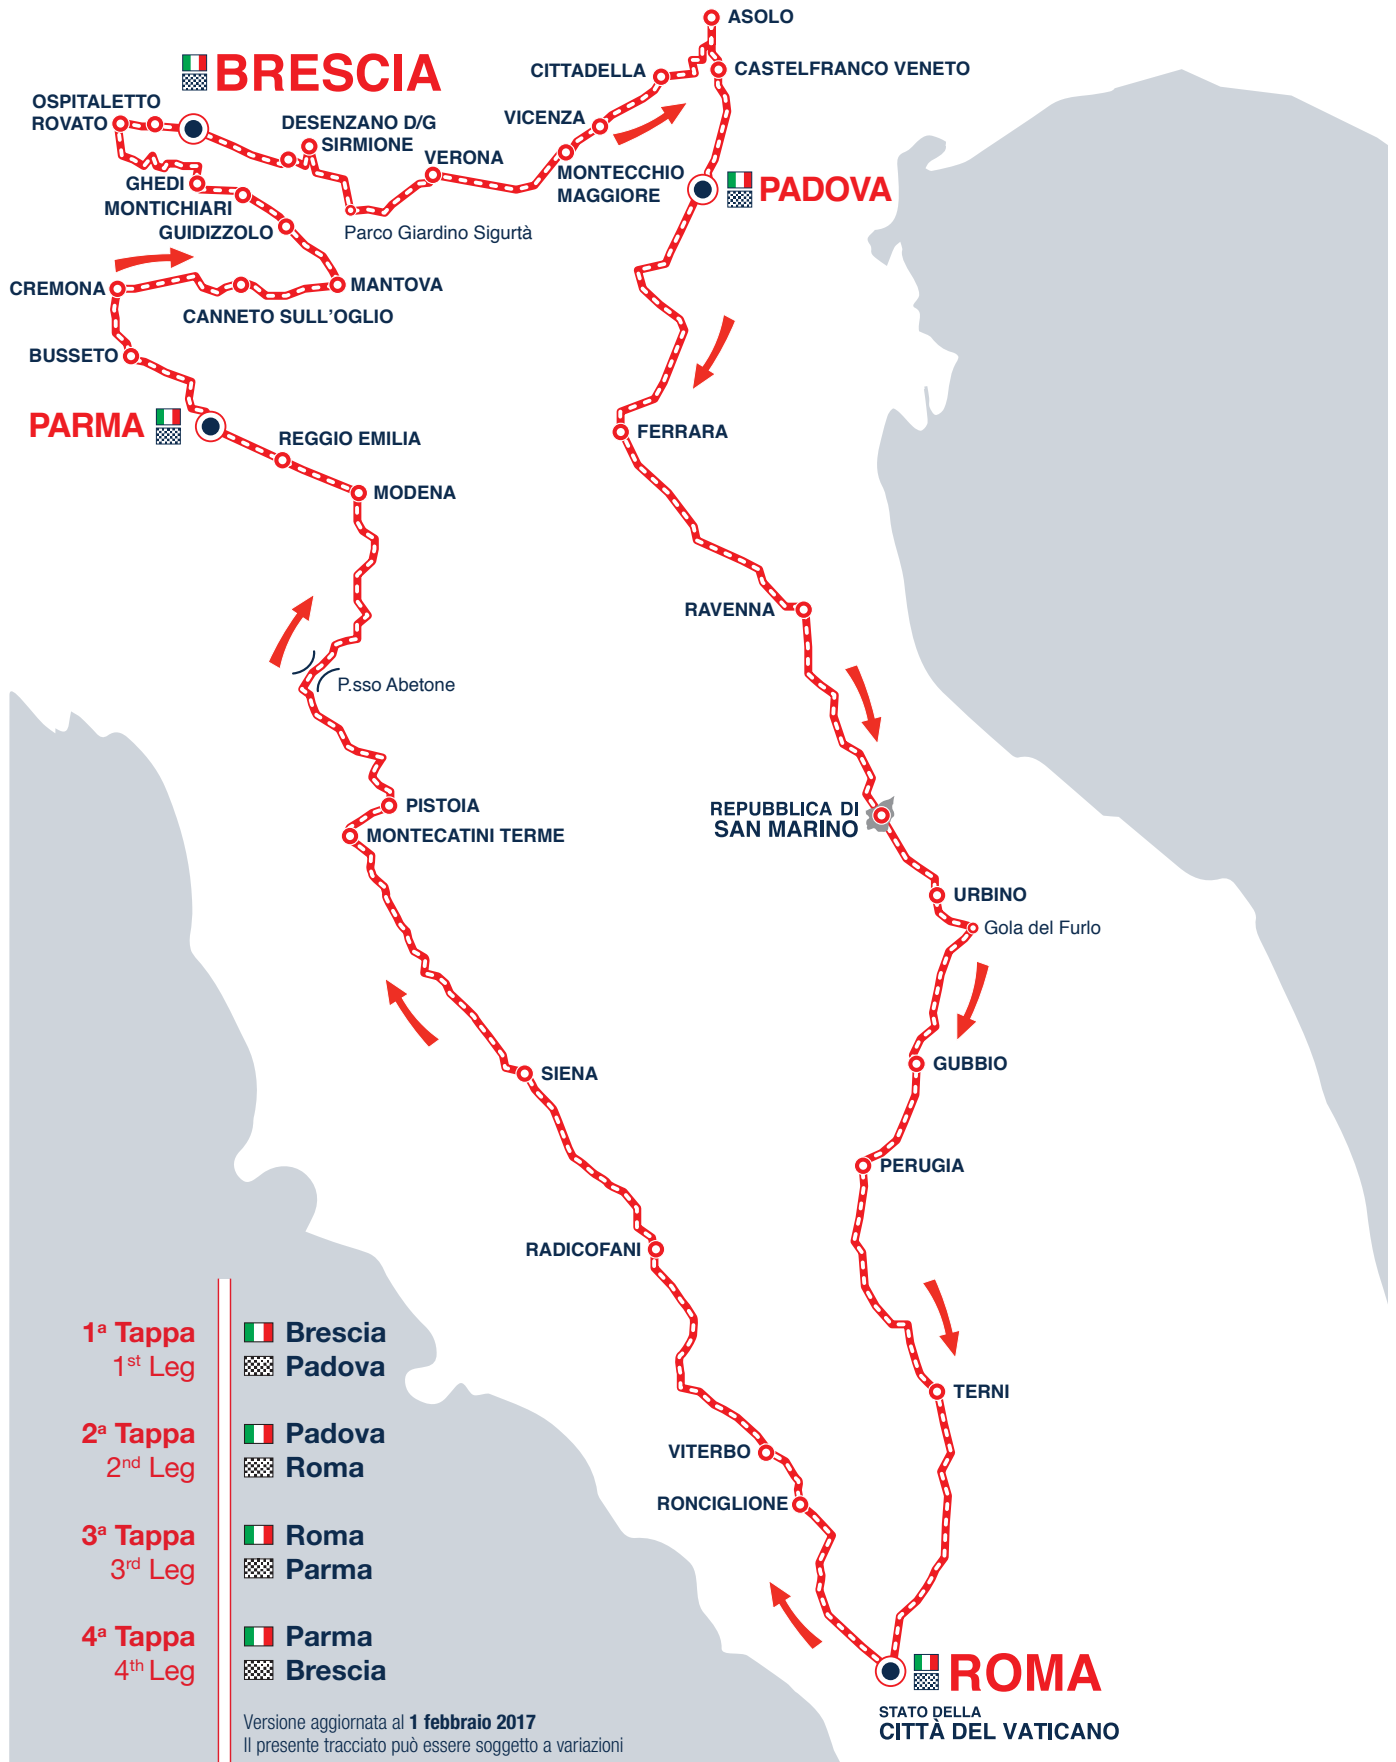 ASOLO
BRESCIA
CITTADELLA
CASTELFRANCO VENETO
OSPITALETTO
ROVATO
DESENZANO D/G
SIRMIONE
VICENZA
VERONA
MONTECCHIO
MAGGIORE
PADOVA
GHEDI
MONTICHIARI
GUIDIZZOLO
Parco Giardino Sigurtà
CREMONA
MANTOVA
CANNETO SULL'OGLIO
BUSSETO
PARMA
REGGIO EMILIA
FERRARA
MODENA
RAVENNA
P.sso Abetone
PISTOIA
MONTECATINI TERME
REPUBBLICA DI
SAN MARINO
URBINO
Gola del Furlo
GUBBIO
SIENA
PERUGIA
RADICOFANI
TERNI
VITERBO
RONCIGLIONE
ROMA
STATO DELLA
CITTÀ DEL VATICANO
1ª Tappa Brescia
1st Leg Padova
2ª Tappa Padova
2nd Leg Roma
3ª Tappa Roma
3rd Leg Parma
4ª Tappa Parma
4th Leg Brescia
Versione aggiornata al 1 febbraio 2017
Il presente tracciato può essere soggetto a variazioni